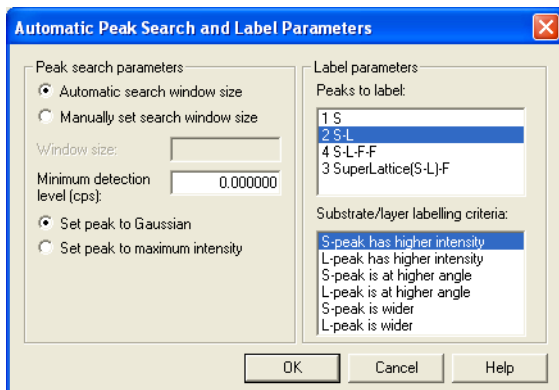 Automatic Peak Search and Label Parameters
Peak search parameters
Automatic search window size
Manually set search window size
Window size:
Minimum detection
level (cps):
0.000000
Set peak to Gaussian
Set peak to maximum intensity
Label parameters
Peaks to label:
1 S
2 S-L
4 S-L-F-F
3 SuperLattice(S-L)-F
Substrate/layer labelling criteria:
S-peak has higher intensity
L-peak has higher intensity
S-peak is at higher angle
L-peak is at higher angle
S-peak is wider
L-peak is wider
OK
Cancel
Help